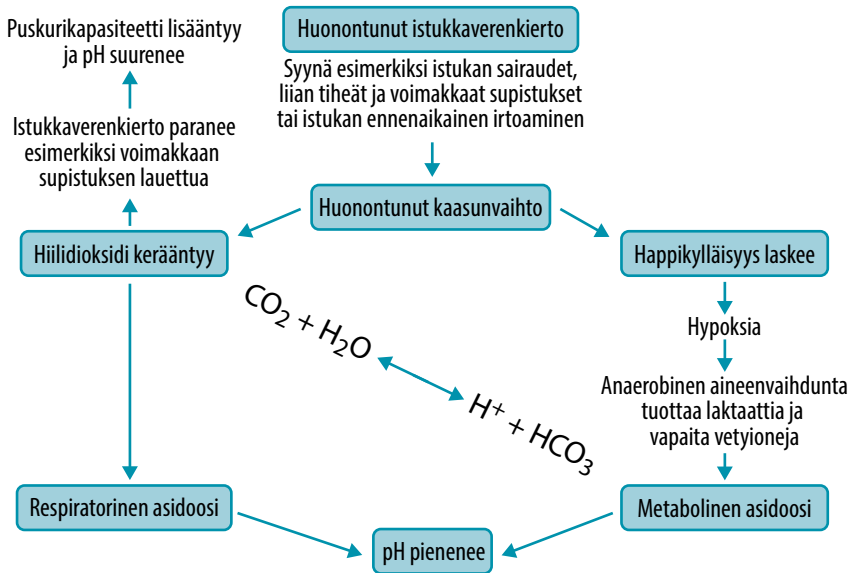 Puskurikapasiteetti lisääntyy
ja pH suurenee
Huonontunut istukkaverenkierto
Syynä esimerkiksi istukan sairaudet,
liian tiheät ja voimakkaat supistukset
tai istukan ennenaikainen irtoaminen
Istukkaverenkierto paranee
esimerkiksi voimakkaan
supistuksen lauettua
Huonontunut kaasunvaihto
Hiilidioksidi kerääntyy
Happikylläisyys laskee
CO₂ + H₂O
H⁺ + HCO₃
Hypoksia
Anaerobinen aineenvaihdunta
tuottaa laktaattia ja
vapaita vetyioneja
Respiratorinen asidoosi
Metabolinen asidoosi
pH pienenee